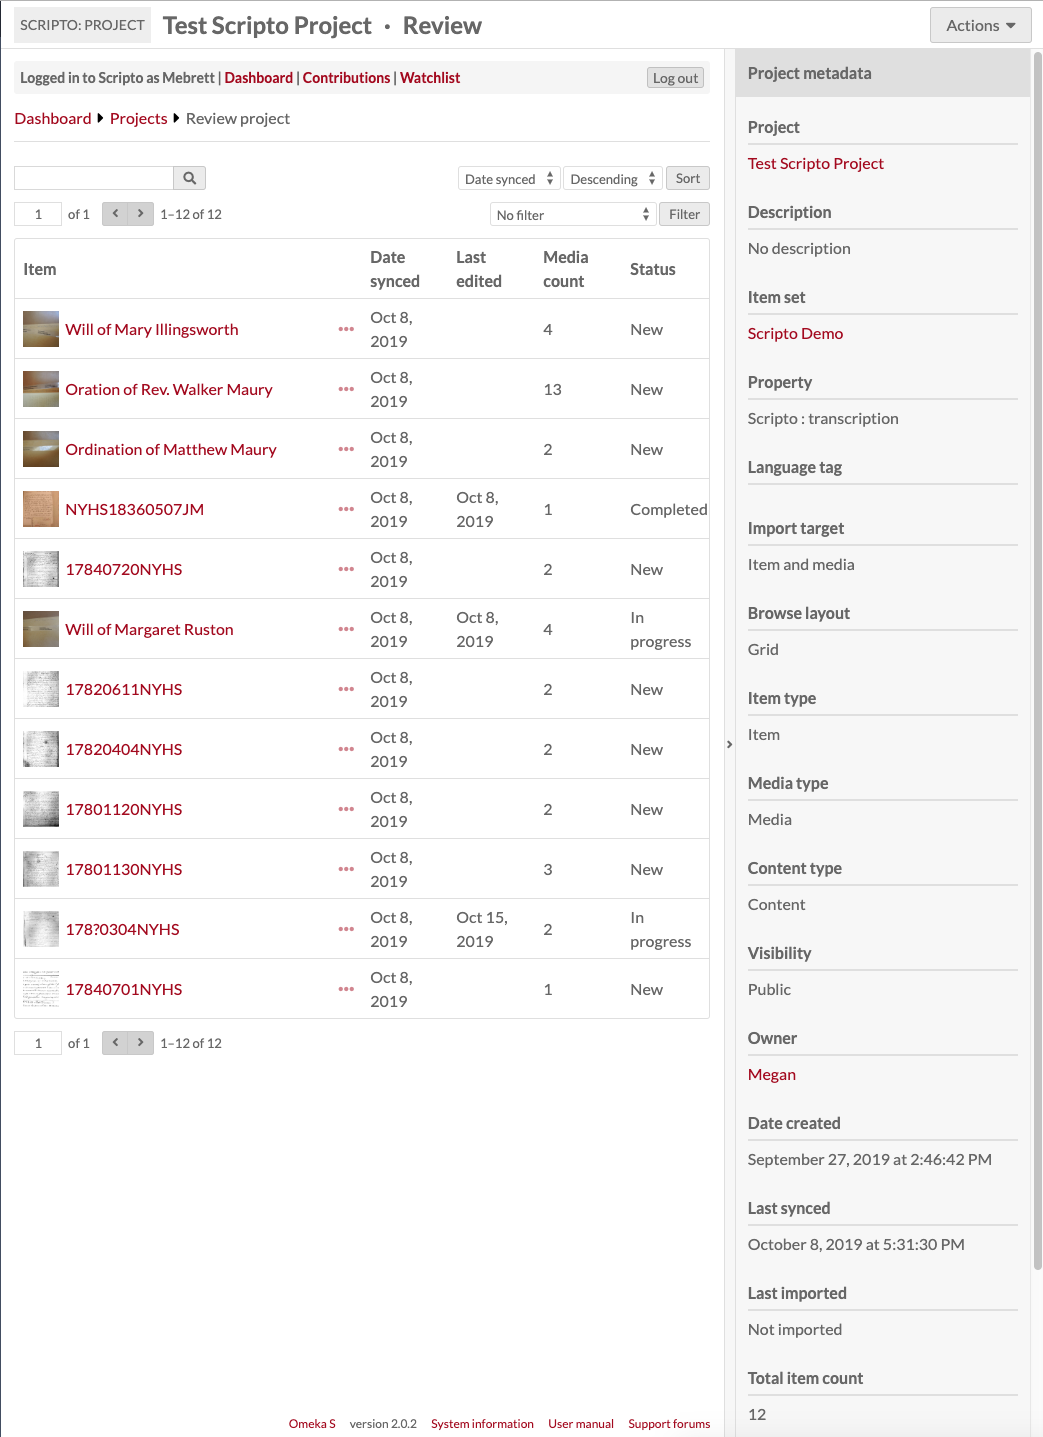 SCRIPTO: PROJECT Test Scripto Project · Review Actions
Logged in to Scripto as Mebrett | Dashboard | Contributions | Watchlist Log out
Dashboard Projects Review project
Date synced Descending Sort
1 of 1 1–12 of 12 No filter Filter
Item Date synced Last edited Media count Status
Will of Mary Illingsworth ••• Oct 8, 2019 4 New
Oration of Rev. Walker Maury ••• Oct 8, 2019 13 New
Ordination of Matthew Maury ••• Oct 8, 2019 2 New
NYHS18360507JM ••• Oct 8, 2019 Oct 8, 2019 1 Completed
17840720NYHS ••• Oct 8, 2019 2 New
Will of Margaret Ruston ••• Oct 8, 2019 Oct 8, 2019 4 In progress
17820611NYHS ••• Oct 8, 2019 2 New
17820404NYHS ••• Oct 8, 2019 2 New
17801120NYHS ••• Oct 8, 2019 2 New
17801130NYHS ••• Oct 8, 2019 3 New
178?0304NYHS ••• Oct 8, 2019 Oct 15, 2019 2 In progress
17840701NYHS ••• Oct 8, 2019 1 New
1 of 1 1–12 of 12
Project metadata
Project
Test Scripto Project
Description
No description
Item set
Scripto Demo
Property
Scripto : transcription
Language tag
Import target
Item and media
Browse layout
Grid
Item type
Item
Media type
Media
Content type
Content
Visibility
Public
Owner
Megan
Date created
September 27, 2019 at 2:46:42 PM
Last synced
October 8, 2019 at 5:31:30 PM
Last imported
Not imported
Total item count
12
Omeka S version 2.0.2 System information User manual Support forums